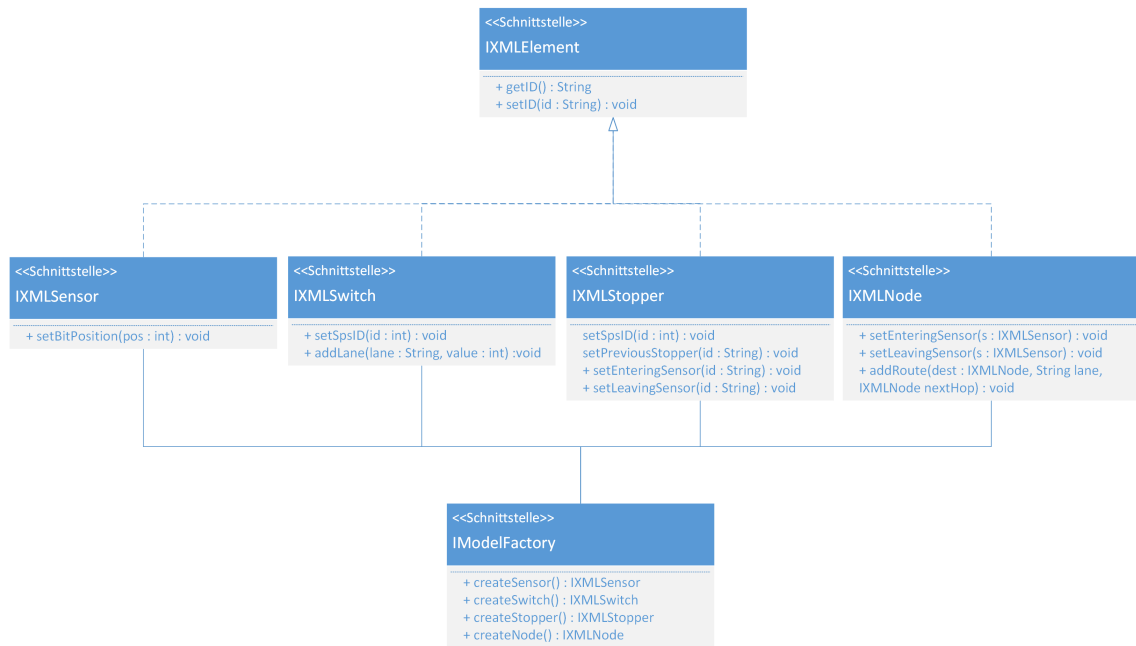 <<Schnittstelle>>
IXMLElement
+ getID() : String
+ setID(id : String) : void
<<Schnittstelle>>
IXMLSensor
+ setBitPosition(pos : int) : void
<<Schnittstelle>>
IXMLSwitch
+ setSpsID(id : int) : void
+ addLane(lane : String, value : int) :void
<<Schnittstelle>>
IXMLStopper
setSpsID(id : int) : void
setPreviousStopper(id : String) : void
+ setEnteringSensor(id : String) : void
+ setLeavingSensor(id : String) : void
<<Schnittstelle>>
IXMLNode
+ setEnteringSensor(s : IXMLSensor) : void
+ setLeavingSensor(s : IXMLSensor) : void
+ addRoute(dest : IXMLNode, String lane,
IXMLNode nextHop) : void
<<Schnittstelle>>
IModelFactory
+ createSensor() : IXMLSensor
+ createSwitch() : IXMLSwitch
+ createStopper() : IXMLStopper
+ createNode() : IXMLNode